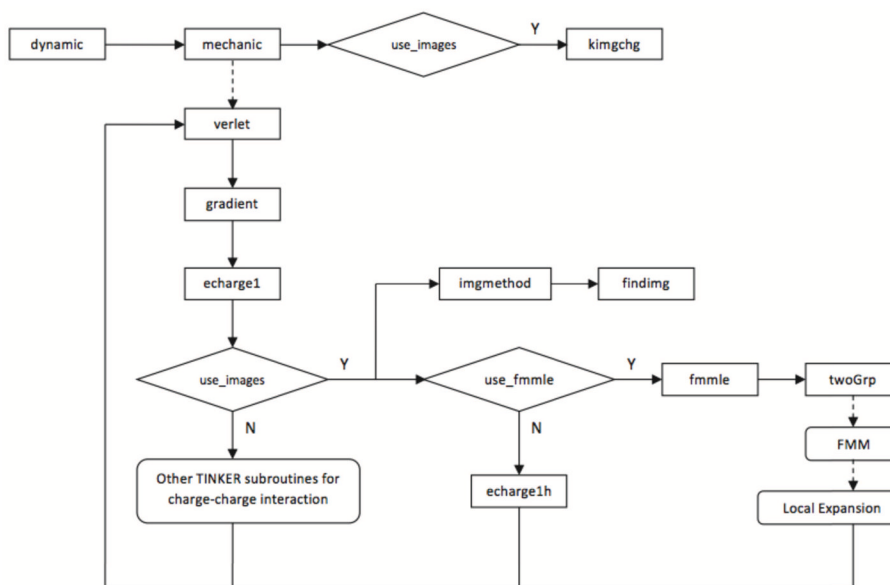 dynamic
mechanic
use_images
Y
kimgchg
verlet
gradient
echarge1
imgmethod
findimg
use_images
Y
use_fmmle
Y
fmmle
twoGrp
N
N
FMM
Other TINKER subroutines for
charge-charge interaction
echarge1h
Local Expansion